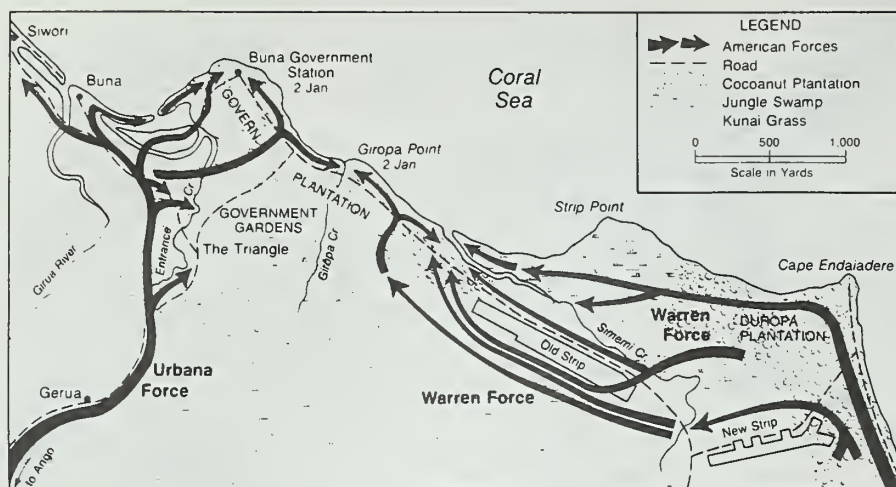 Siwori
Buna
Buna Government
Station
2 Jan
Coral
Sea
LEGEND
American Forces
Road
Cocoanut Plantation
Jungle Swamp
Kunai Grass
0 500 1,000
Scale in Yards
GOVERN
PLANTATION
Giropa Point
2 Jan
Strip Point
Cape Endaiadere
Girua River
Entrance
Cr
GOVERNMENT
GARDENS
The Triangle
Giropa Cr
Simemi Cr
Old Strip
Warren
Force
DUROPA
PLANTATION
Urbana
Force
Gerua
to Ango
Warren Force
New Strip